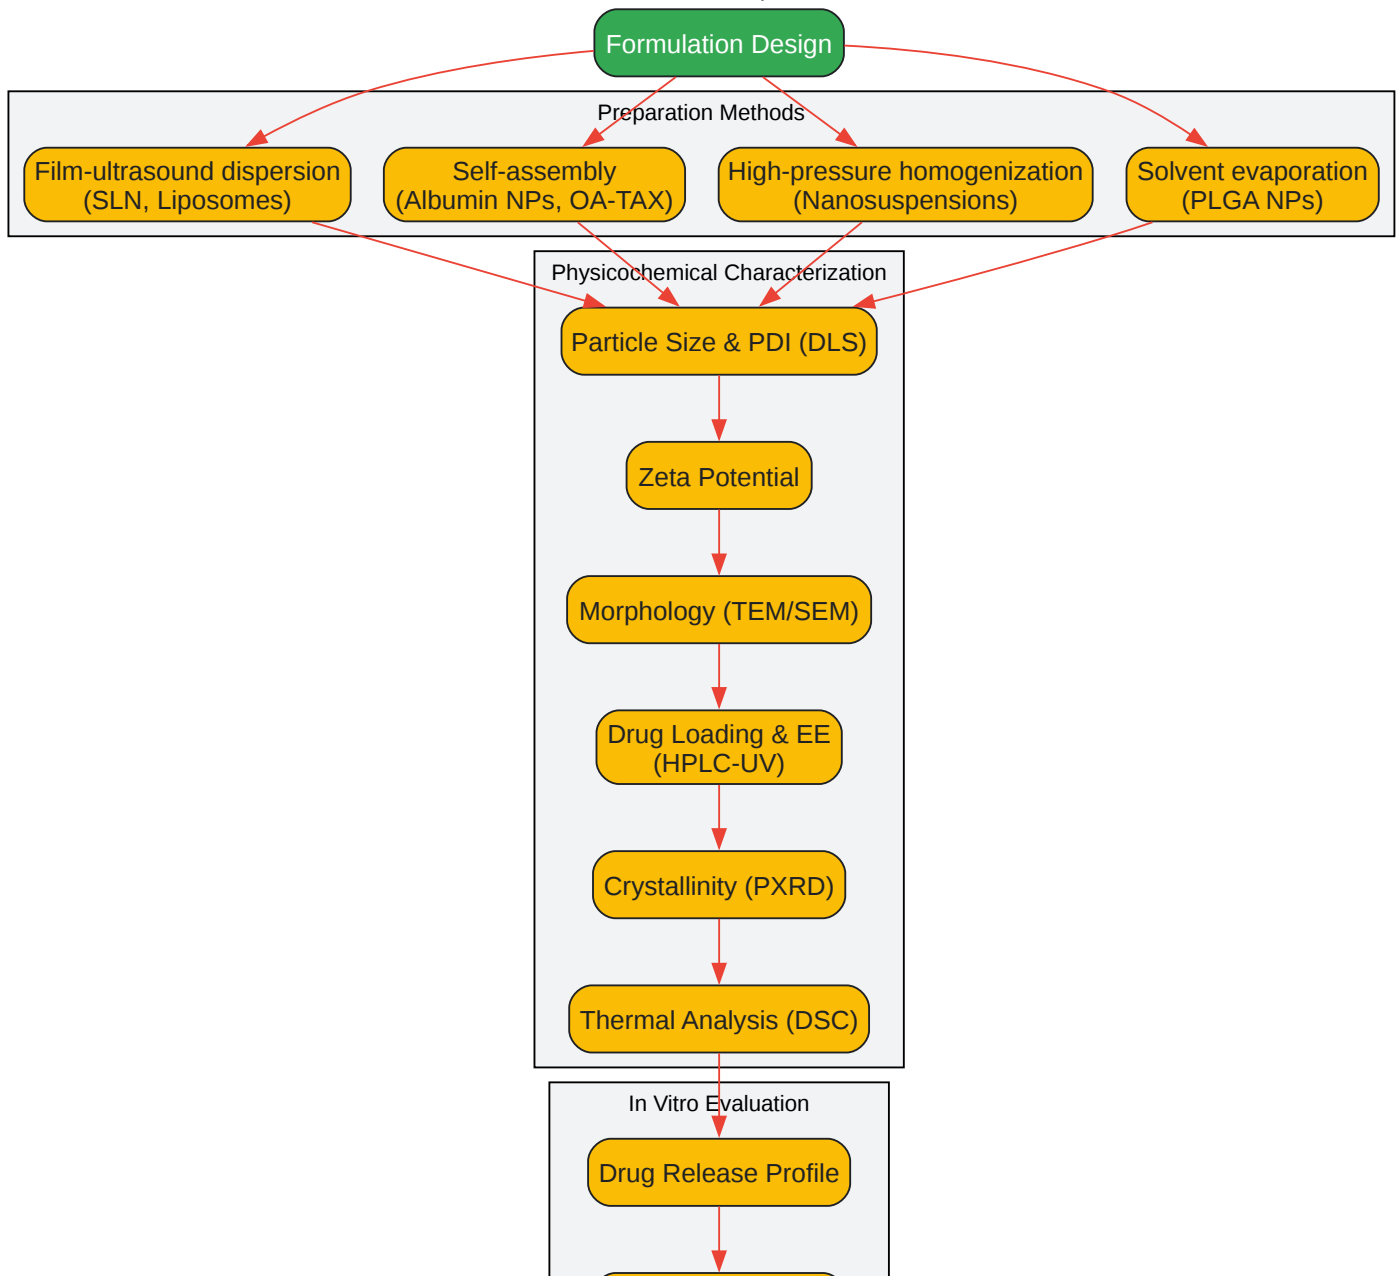 Formulation Design
Preparation Methods
Film-ultrasound dispersion
(SLN, Liposomes)
Self-assembly
(Albumin NPs, OA-TAX)
High-pressure homogenization
(Nanosuspensions)
Solvent evaporation
(PLGA NPs)
Physicochemical Characterization
Particle Size & PDI (DLS)
Zeta Potential
Morphology (TEM/SEM)
Drug Loading & EE
(HPLC-UV)
Crystallinity (PXRD)
Thermal Analysis (DSC)
In Vitro Evaluation
Drug Release Profile